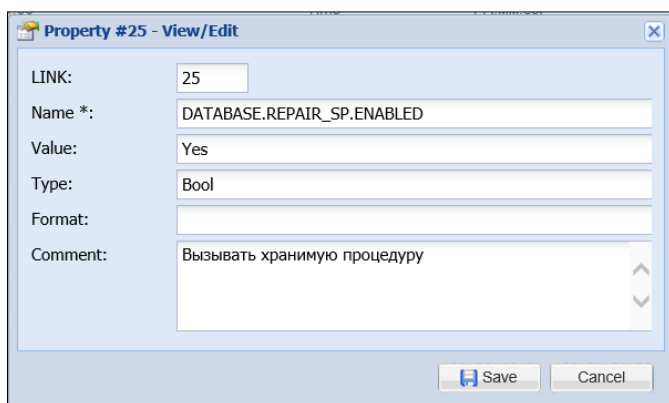 Property #25 - View/Edit
LINK: 25
Name *: DATABASE.REPAIR_SP.ENABLED
Value: Yes
Type: Bool
Format:
Comment: Вызывать хранимую процедуру
Save Cancel